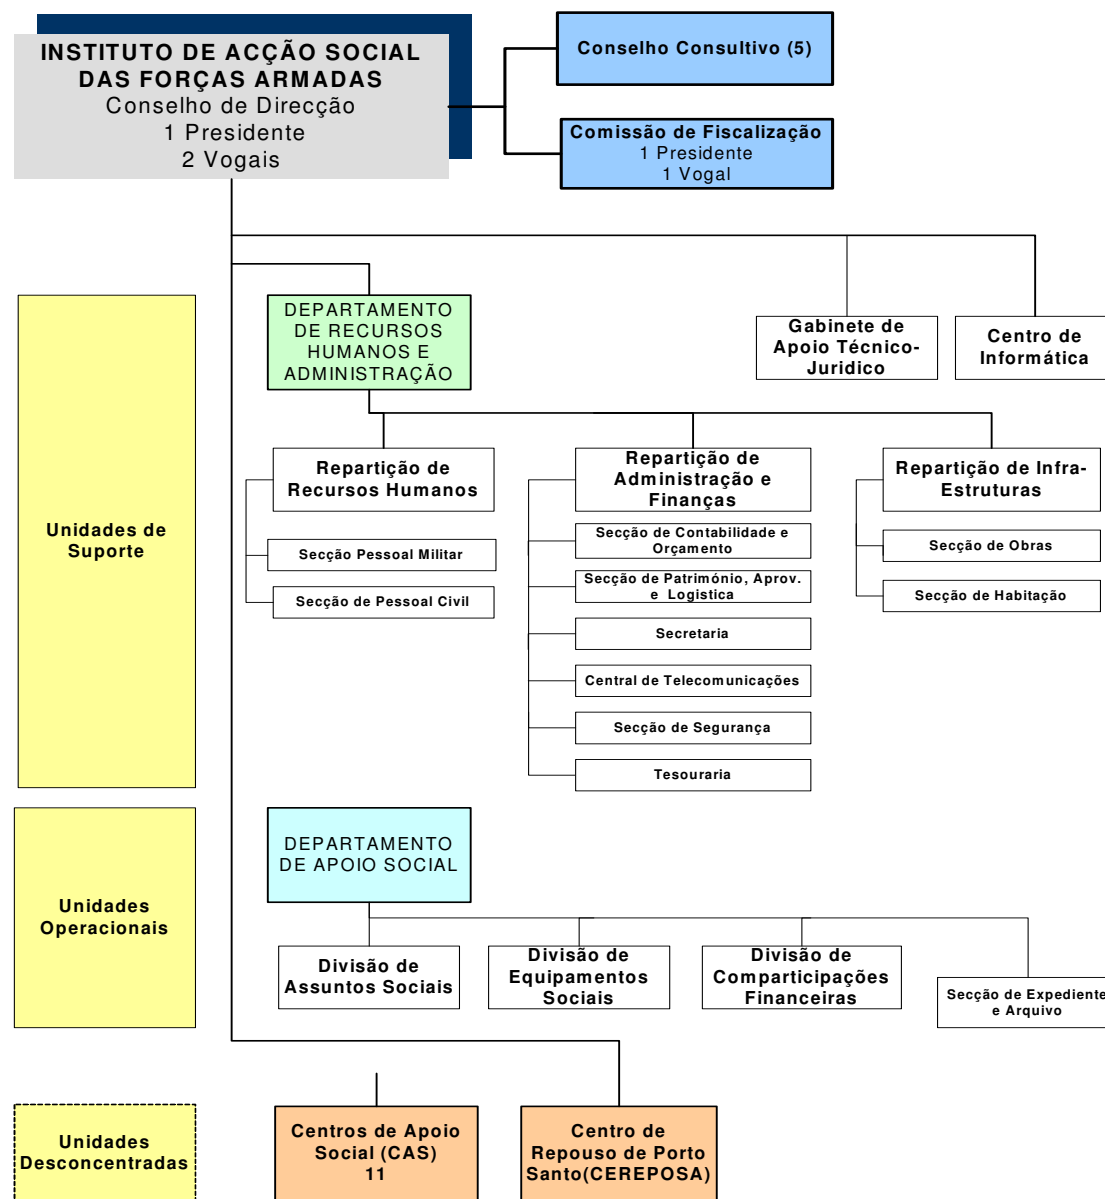 INSTITUTO DE ACÇÃO SOCIAL
DAS FORÇAS ARMADAS
Conselho de Direcção
1 Presidente
2 Vogais
Conselho Consultivo (5)
Comissão de Fiscalização
1 Presidente
1 Vogal
Gabinete de
Apoio Técnico-
Juridico
Centro de
Informática
Unidades de
Suporte
DEPARTAMENTO
DE RECURSOS
HUMANOS E
ADMINISTRAÇÃO
Repartição de
Recursos Humanos
Secção Pessoal Militar
Secção de Pessoal Civil
Repartição de
Administração e
Finanças
Secção de Contabilidade e
Orçamento
Secção de Património, Aprov.
e Logistica
Secretaria
Central de Telecomunicações
Secção de Segurança
Tesouraria
Repartição de Infra-
Estruturas
Secção de Obras
Secção de Habitação
Unidades
Operacionais
DEPARTAMENTO
DE APOIO SOCIAL
Divisão de
Assuntos Sociais
Divisão de
Equipamentos
Sociais
Divisão de
Comparticipações
Financeiras
Secção de Expediente
e Arquivo
Unidades
Desconcentradas
Centros de Apoio
Social (CAS)
11
Centro de
Repouso de Porto
Santo(CEREPOSA)